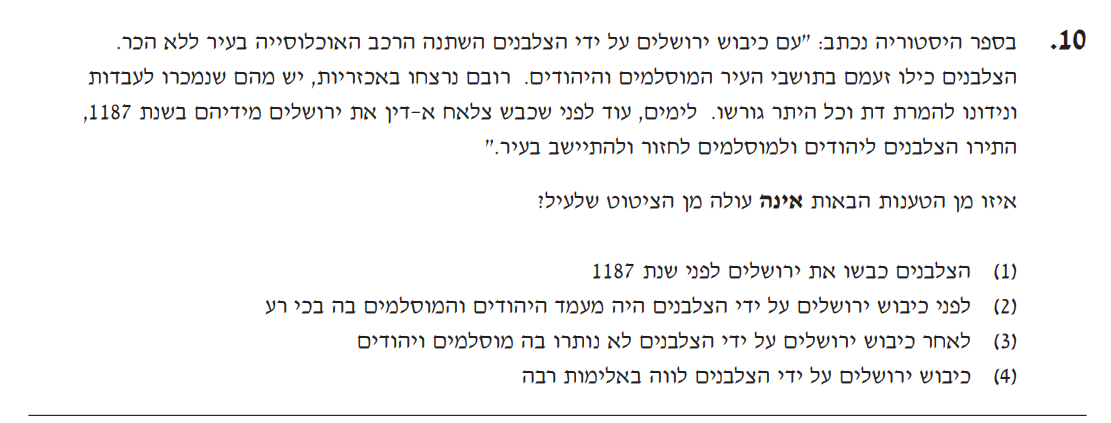 10. בספר היסטוריה נכתב: "עם כיבוש ירושלים על ידי הצלבנים השתנה הרכב האוכלוסייה בעיר ללא הכר.
הצלבנים כילו זעמם בתושבי העיר המוסלמים והיהודים. רובם נרצחו באכזריות, יש מהם שנמכרו לעבדות
ונידונו להמרת דת וכל היתר גורשו. לימים, עוד לפני שכבש צלאח א-דין את ירושלים מידיהם בשנת 1187,
התירו הצלבנים ליהודים ולמוסלמים לחזור ולהתיישב בעיר."
איזו מן הטענות הבאות אינה עולה מן הציטוט שלעיל?
(1) הצלבנים כבשו את ירושלים לפני שנת 1187
(2) לפני כיבוש ירושלים על ידי הצלבנים היה מעמד היהודים והמוסלמים בה בכי רע
(3) לאחר כיבוש ירושלים על ידי הצלבנים לא נותרו בה מוסלמים ויהודים
(4) כיבוש ירושלים על ידי הצלבנים לווה באלימות רבה